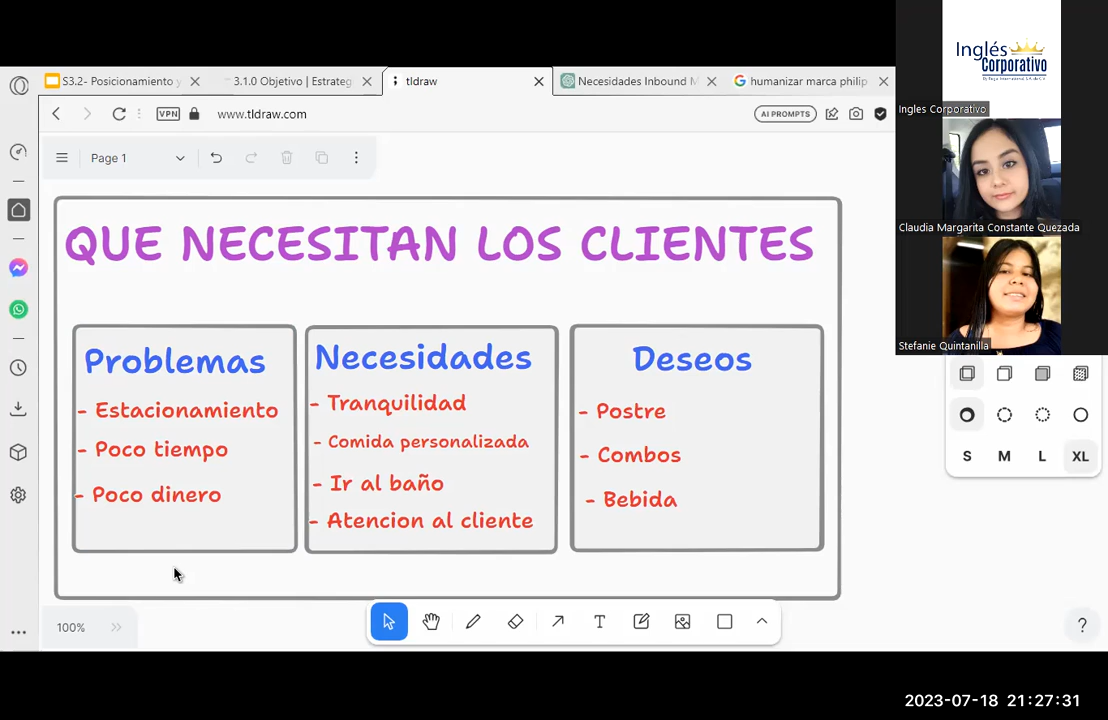 S3.2- Posicionamiento y
3.1.0 Objetivo | Estrateg
tldraw
Necesidades Inbound M
humanizar marca philip
VPN
www.tldraw.com
AI PROMPTS
Page 1
QUE NECESITAN LOS CLIENTES
Problemas
- Estacionamiento
- Poco tiempo
- Poco dinero
Necesidades
- Tranquilidad
- Comida personalizada
- Ir al baño
- Atencion al cliente
Deseos
- Postre
- Combos
- Bebida
100%
T
?
Inglés
Corporativo
Ingles Corporativo
Claudia Margarita Constante Quezada
Stefanie Quintanilla
S M L XL
2023-07-18 21:27:31